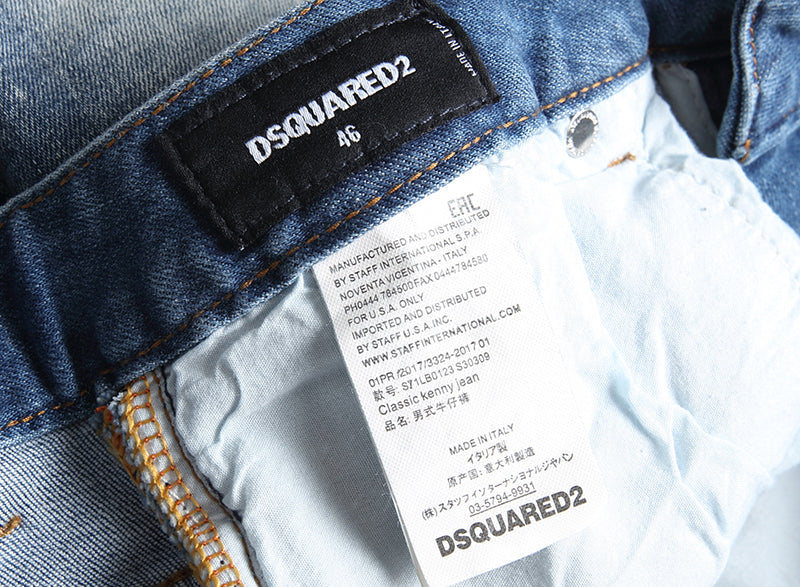 MADE IN ITALY
DSQUARED2
46
EAC
MANUFACTURED AND DISTRIBUTED
BY STAFF INTERNATIONAL S.P.A.
NOVENTA VICENTINA - ITALY
PH0444 784500FAX0444784580
FOR U.S.A. ONLY
IMPORTED AND DISTRIBUTED
BY STAFF U.S.A.INC.
WWW.STAFFINTERNATIONAL.COM
01PR /2017/3324-2017 01
款号: S71LB0123 S30309
Classic kenny jean
品名: 男式牛仔裤
MADE IN ITALY
イタリア製
原产国: 意大利製造
(株) スタッフインターナショナルジャパン
03-5794-9931
DSQUARED2